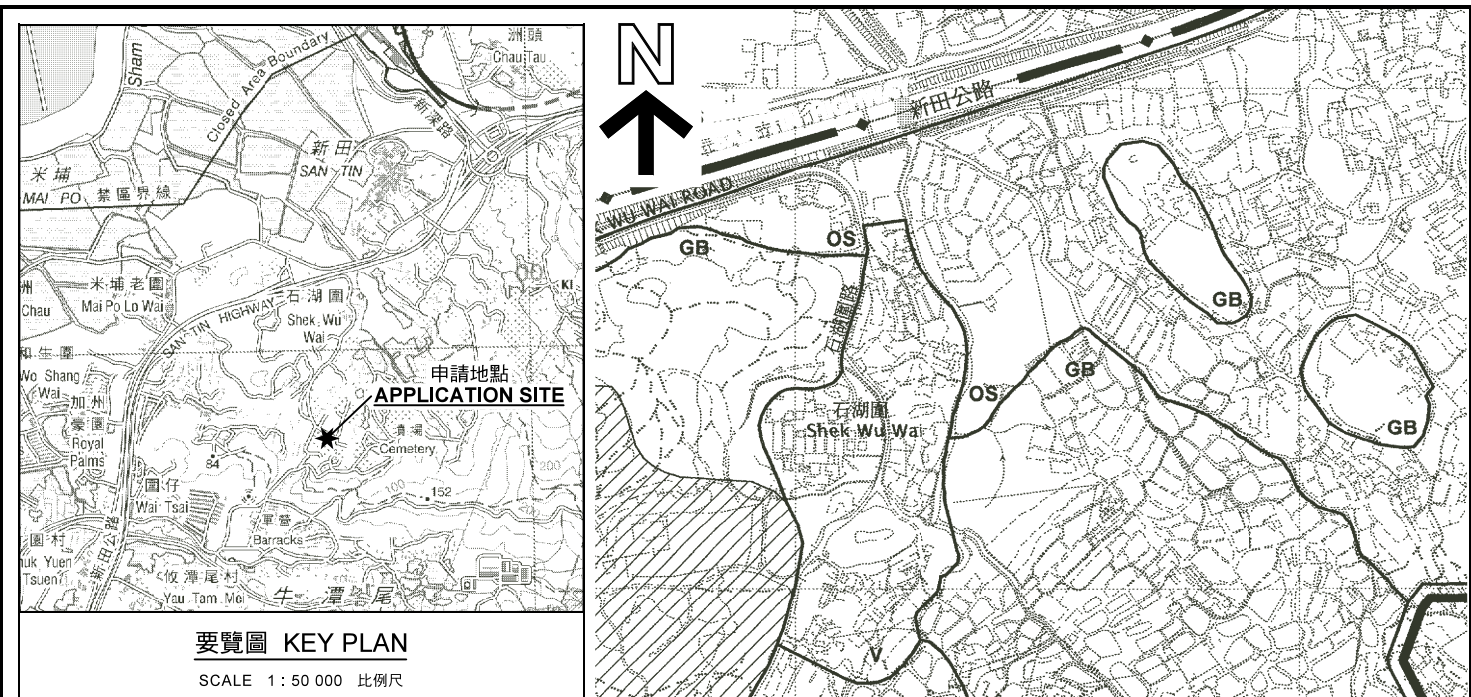 洲頭
Chau Tau
Sham
Closed Area Boundary
新深路
新田
SAN TIN
米埔
MAI PO
禁區界線
洲
Chau
米埔老圍
Mai Po Lo Wai
SAN TIN HIGHWAY
石湖圍
Shek Wu
Wai
KI
和生圍
Wo Shang
Wai
加州
豪園
Royal
Palms
申請地點
APPLICATION SITE
墳場
Cemetery
84
100
200
152
圍仔
Wai Tsai
軍營
Barracks
園村
huk Yuen
Tsuen
新田公路
攸潭尾村
Yau Tam Mei
牛潭尾
要覽圖 KEY PLAN
SCALE 1 : 50 000 比例尺
N
新田公路
WU WAI ROAD
GB
OS
石湖圍路
C
GB
OS
GB
GB
石湖圍
Shek Wu Wa
V